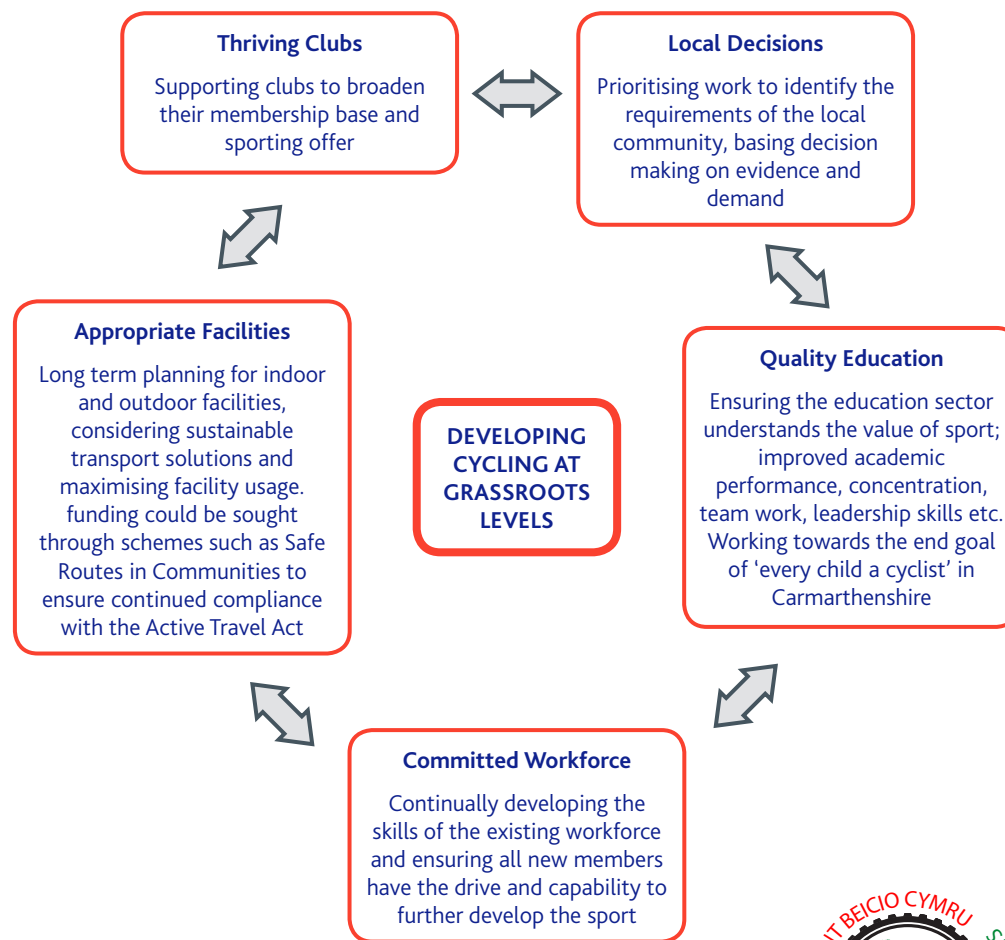 Thriving Clubs
Supporting clubs to broaden
their membership base and
sporting offer
Local Decisions
Prioritising work to identify the
requirements of the local
community, basing decision
making on evidence and
demand
Appropriate Facilities
Long term planning for indoor
and outdoor facilities,
considering sustainable
transport solutions and
maximising facility usage.
funding could be sought
through schemes such as Safe
Routes in Communities to
ensure continued compliance
with the Active Travel Act
DEVELOPING
CYCLING AT
GRASSROOTS
LEVELS
Quality Education
Ensuring the education sector
understands the value of sport;
improved academic
performance, concentration,
team work, leadership skills etc.
Working towards the end goal
of ‘every child a cyclist’ in
Carmarthenshire
Committed Workforce
Continually developing the
skills of the existing workforce
and ensuring all new members
have the drive and capability to
further develop the sport
BEICIO CYMRU